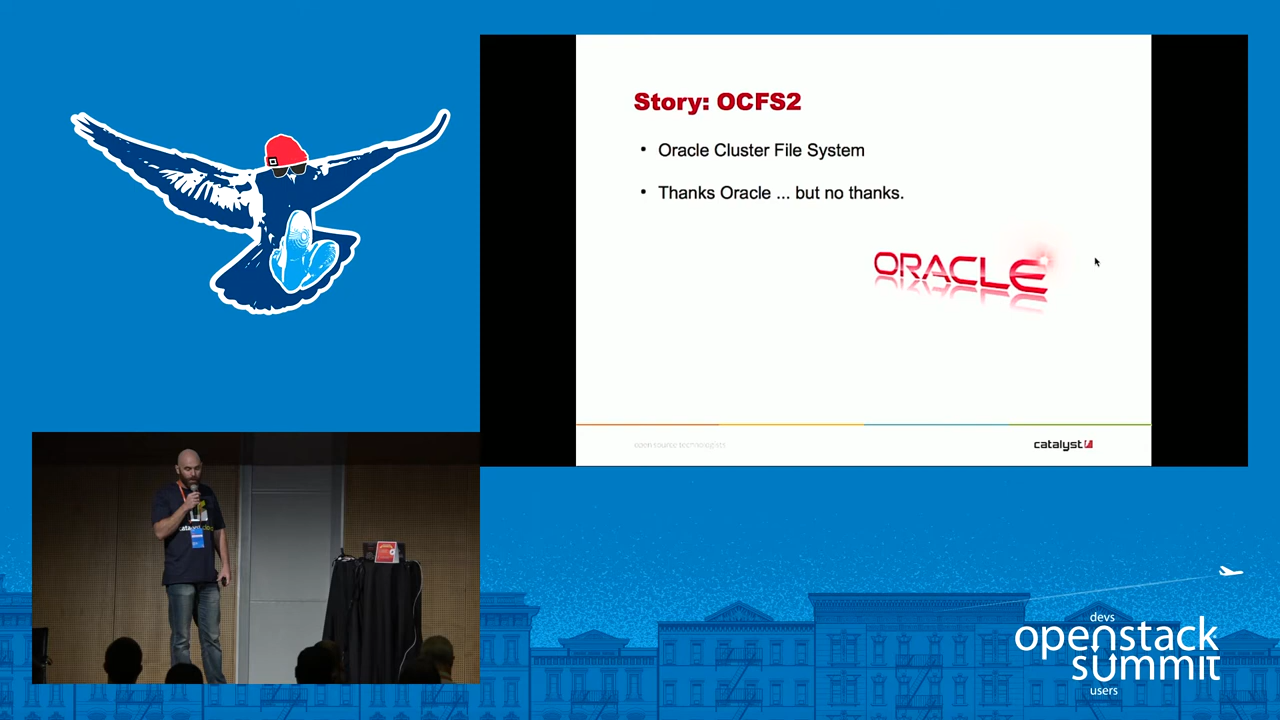 Story: OCFS2
• Oracle Cluster File System
• Thanks Oracle ... but no thanks.
ORACLE
open source technologists
catalyst
devs
openstack
summit
users